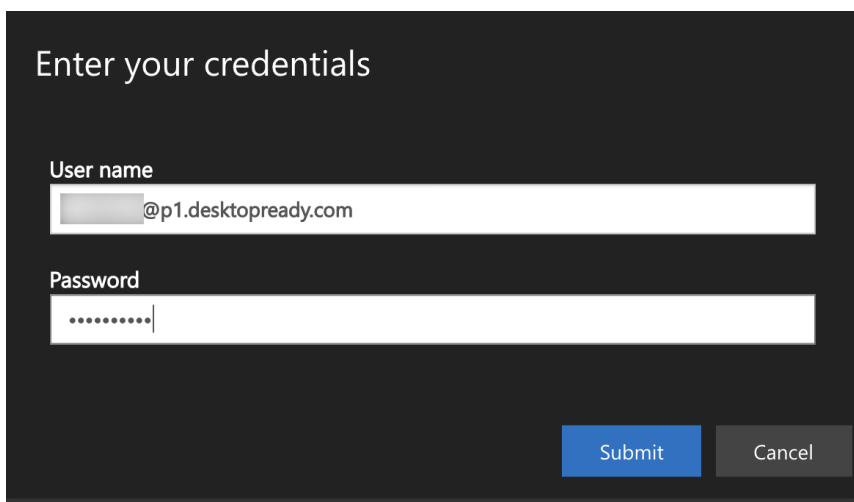 Enter your credentials
User name
@p1.desktopready.com
Password
••••••••••
Submit Cancel